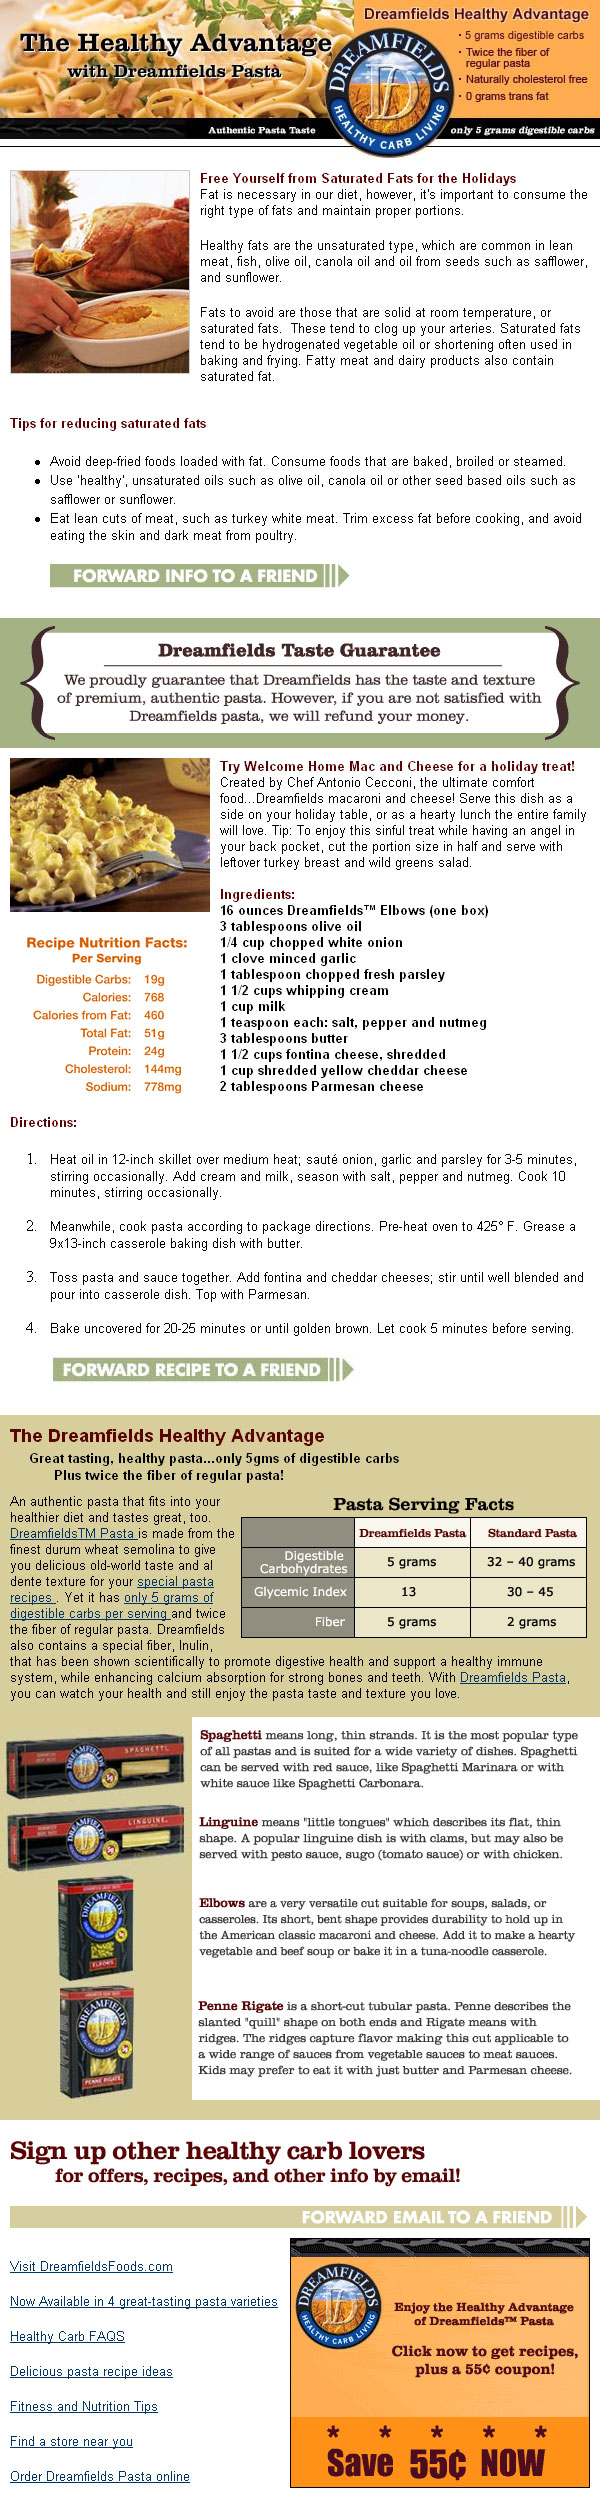 The Healthy Advantage
with Dreamfields Pasta
DREAMFIELDS
HEALTHY CARB LIVING
Dreamfields Healthy Advantage
• 5 grams digestible carbs
• Twice the fiber of
regular pasta
• Naturally cholesterol free
• 0 grams trans fat
Authentic Pasta Taste
only 5 grams digestible carbs
Free Yourself from Saturated Fats for the Holidays
Fat is necessary in our diet, however, it's important to consume the
right type of fats and maintain proper portions.
Healthy fats are the unsaturated type, which are common in lean
meat, fish, olive oil, canola oil and oil from seeds such as safflower,
and sunflower.
Fats to avoid are those that are solid at room temperature, or
saturated fats. These tend to clog up your arteries. Saturated fats
tend to be hydrogenated vegetable oil or shortening often used in
baking and frying. Fatty meat and dairy products also contain
saturated fat.
Tips for reducing saturated fats
• Avoid deep-fried foods loaded with fat. Consume foods that are baked, broiled or steamed.
• Use 'healthy', unsaturated oils such as olive oil, canola oil or other seed based oils such as
safflower or sunflower.
• Eat lean cuts of meat, such as turkey white meat. Trim excess fat before cooking, and avoid
eating the skin and dark meat from poultry.
FORWARD INFO TO A FRIEND
Dreamfields Taste Guarantee
We proudly guarantee that Dreamfields has the taste and texture
of premium, authentic pasta. However, if you are not satisfied with
Dreamfields pasta, we will refund your money.
Try Welcome Home Mac and Cheese for a holiday treat!
Created by Chef Antonio Cecconi, the ultimate comfort
food...Dreamfields macaroni and cheese! Serve this dish as a
side on your holiday table, or as a hearty lunch the entire family
will love. Tip: To enjoy this sinful treat while having an angel in
your back pocket, cut the portion size in half and serve with
leftover turkey breast and wild greens salad.
Ingredients:
16 ounces Dreamfields™ Elbows (one box)
3 tablespoons olive oil
1/4 cup chopped white onion
1 clove minced garlic
1 tablespoon chopped fresh parsley
1 1/2 cups whipping cream
1 cup milk
1 teaspoon each: salt, pepper and nutmeg
3 tablespoons butter
1 1/2 cups fontina cheese, shredded
1 cup shredded yellow cheddar cheese
2 tablespoons Parmesan cheese
Recipe Nutrition Facts:
Per Serving
Digestible Carbs: 19g
Calories: 768
Calories from Fat: 460
Total Fat: 51g
Protein: 24g
Cholesterol: 144mg
Sodium: 778mg
Directions:
1. Heat oil in 12-inch skillet over medium heat; sauté onion, garlic and parsley for 3-5 minutes,
stirring occasionally. Add cream and milk, season with salt, pepper and nutmeg. Cook 10
minutes, stirring occasionally.
2. Meanwhile, cook pasta according to package directions. Pre-heat oven to 425° F. Grease a
9x13-inch casserole baking dish with butter.
3. Toss pasta and sauce together. Add fontina and cheddar cheeses; stir until well blended and
pour into casserole dish. Top with Parmesan.
4. Bake uncovered for 20-25 minutes or until golden brown. Let cook 5 minutes before serving.
FORWARD RECIPE TO A FRIEND
The Dreamfields Healthy Advantage
Great tasting, healthy pasta...only 5gms of digestible carbs
Plus twice the fiber of regular pasta!
An authentic pasta that fits into your
healthier diet and tastes great, too.
DreamfieldsTM Pasta is made from the
finest durum wheat semolina to give
you delicious old-world taste and al
dente texture for your special pasta
recipes . Yet it has only 5 grams of
digestible carbs per serving and twice
the fiber of regular pasta. Dreamfields
also contains a special fiber, Inulin,
that has been shown scientifically to promote digestive health and support a healthy immune
system, while enhancing calcium absorption for strong bones and teeth. With Dreamfields Pasta,
you can watch your health and still enjoy the pasta taste and texture you love.
Pasta Serving Facts
Dreamfields Pasta Standard Pasta
Digestible
Carbohydrates 5 grams 32 – 40 grams
Glycemic Index 13 30 – 45
Fiber 5 grams 2 grams
SPAGHETTI
Spaghetti means long, thin strands. It is the most popular type
of all pastas and is suited for a wide variety of dishes. Spaghetti
can be served with red sauce, like Spaghetti Marinara or with
white sauce like Spaghetti Carbonara.
LINGUINE
Linguine means "little tongues" which describes its flat, thin
shape. A popular linguine dish is with clams, but may also be
served with pesto sauce, sugo (tomato sauce) or with chicken.
DREAMFIELDS
ELBOWS
Elbows are a very versatile cut suitable for soups, salads, or
casseroles. Its short, bent shape provides durability to hold up in
the American classic macaroni and cheese. Add it to make a hearty
vegetable and beef soup or bake it in a tuna-noodle casserole.
DREAMFIELDS
PENNE RIGATE
Penne Rigate is a short-cut tubular pasta. Penne describes the
slanted "quill" shape on both ends and Rigate means with
ridges. The ridges capture flavor making this cut applicable to
a wide range of sauces from vegetable sauces to meat sauces.
Kids may prefer to eat it with just butter and Parmesan cheese.
Sign up other healthy carb lovers
for offers, recipes, and other info by email!
FORWARD EMAIL TO A FRIEND
Visit DreamfieldsFoods.com
Now Available in 4 great-tasting pasta varieties
Healthy Carb FAQS
Delicious pasta recipe ideas
Fitness and Nutrition Tips
Find a store near you
Order Dreamfields Pasta online
DREAMFIELDS
HEALTHY CARB LIVING
Enjoy the Healthy Advantage
of Dreamfields™ Pasta
Click now to get recipes,
plus a 55¢ coupon!
* * * * *
Save 55¢ NOW